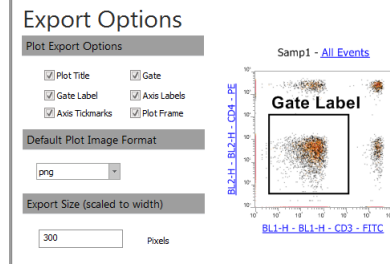 Export Options
Plot Export Options
Plot Title
Gate
Gate Label
Axis Labels
Axis Tickmarks
Plot Frame
Default Plot Image Format
png
Export Size (scaled to width)
300
Pixels
Samp1 - All Events
BL2-H - BL2-H - CD4 - PE
Gate Label
BL1-H - BL1-H - CD3 - FITC